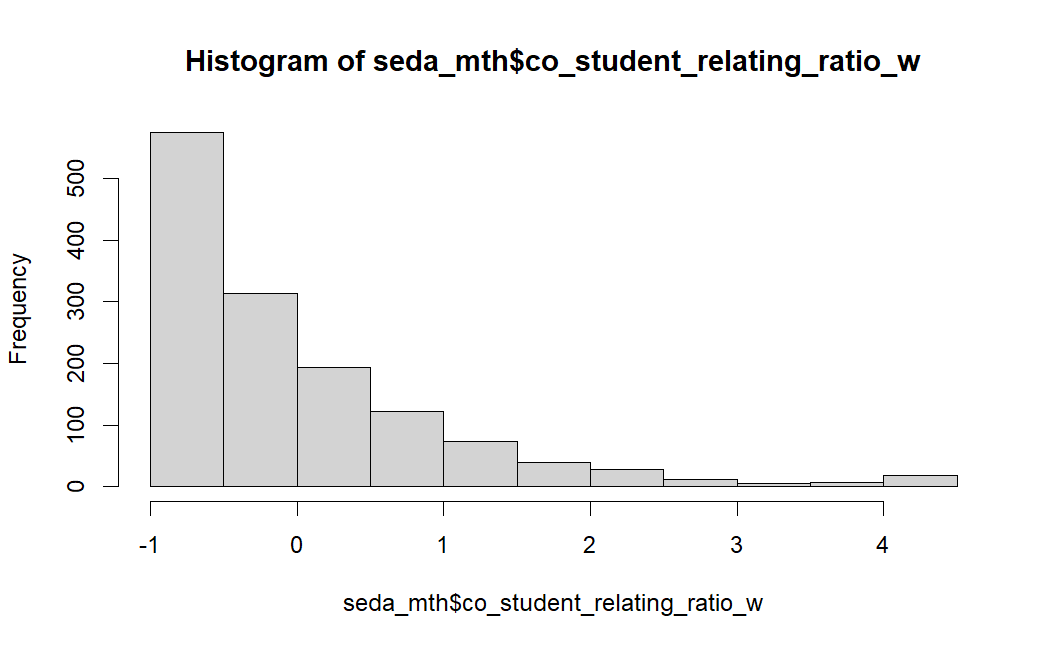 Histogram of seda_mth$co_student_relating_ratio_w
Frequency
500
400
300
200
100
0
-1 0 1 2 3 4
seda_mth$co_student_relating_ratio_w